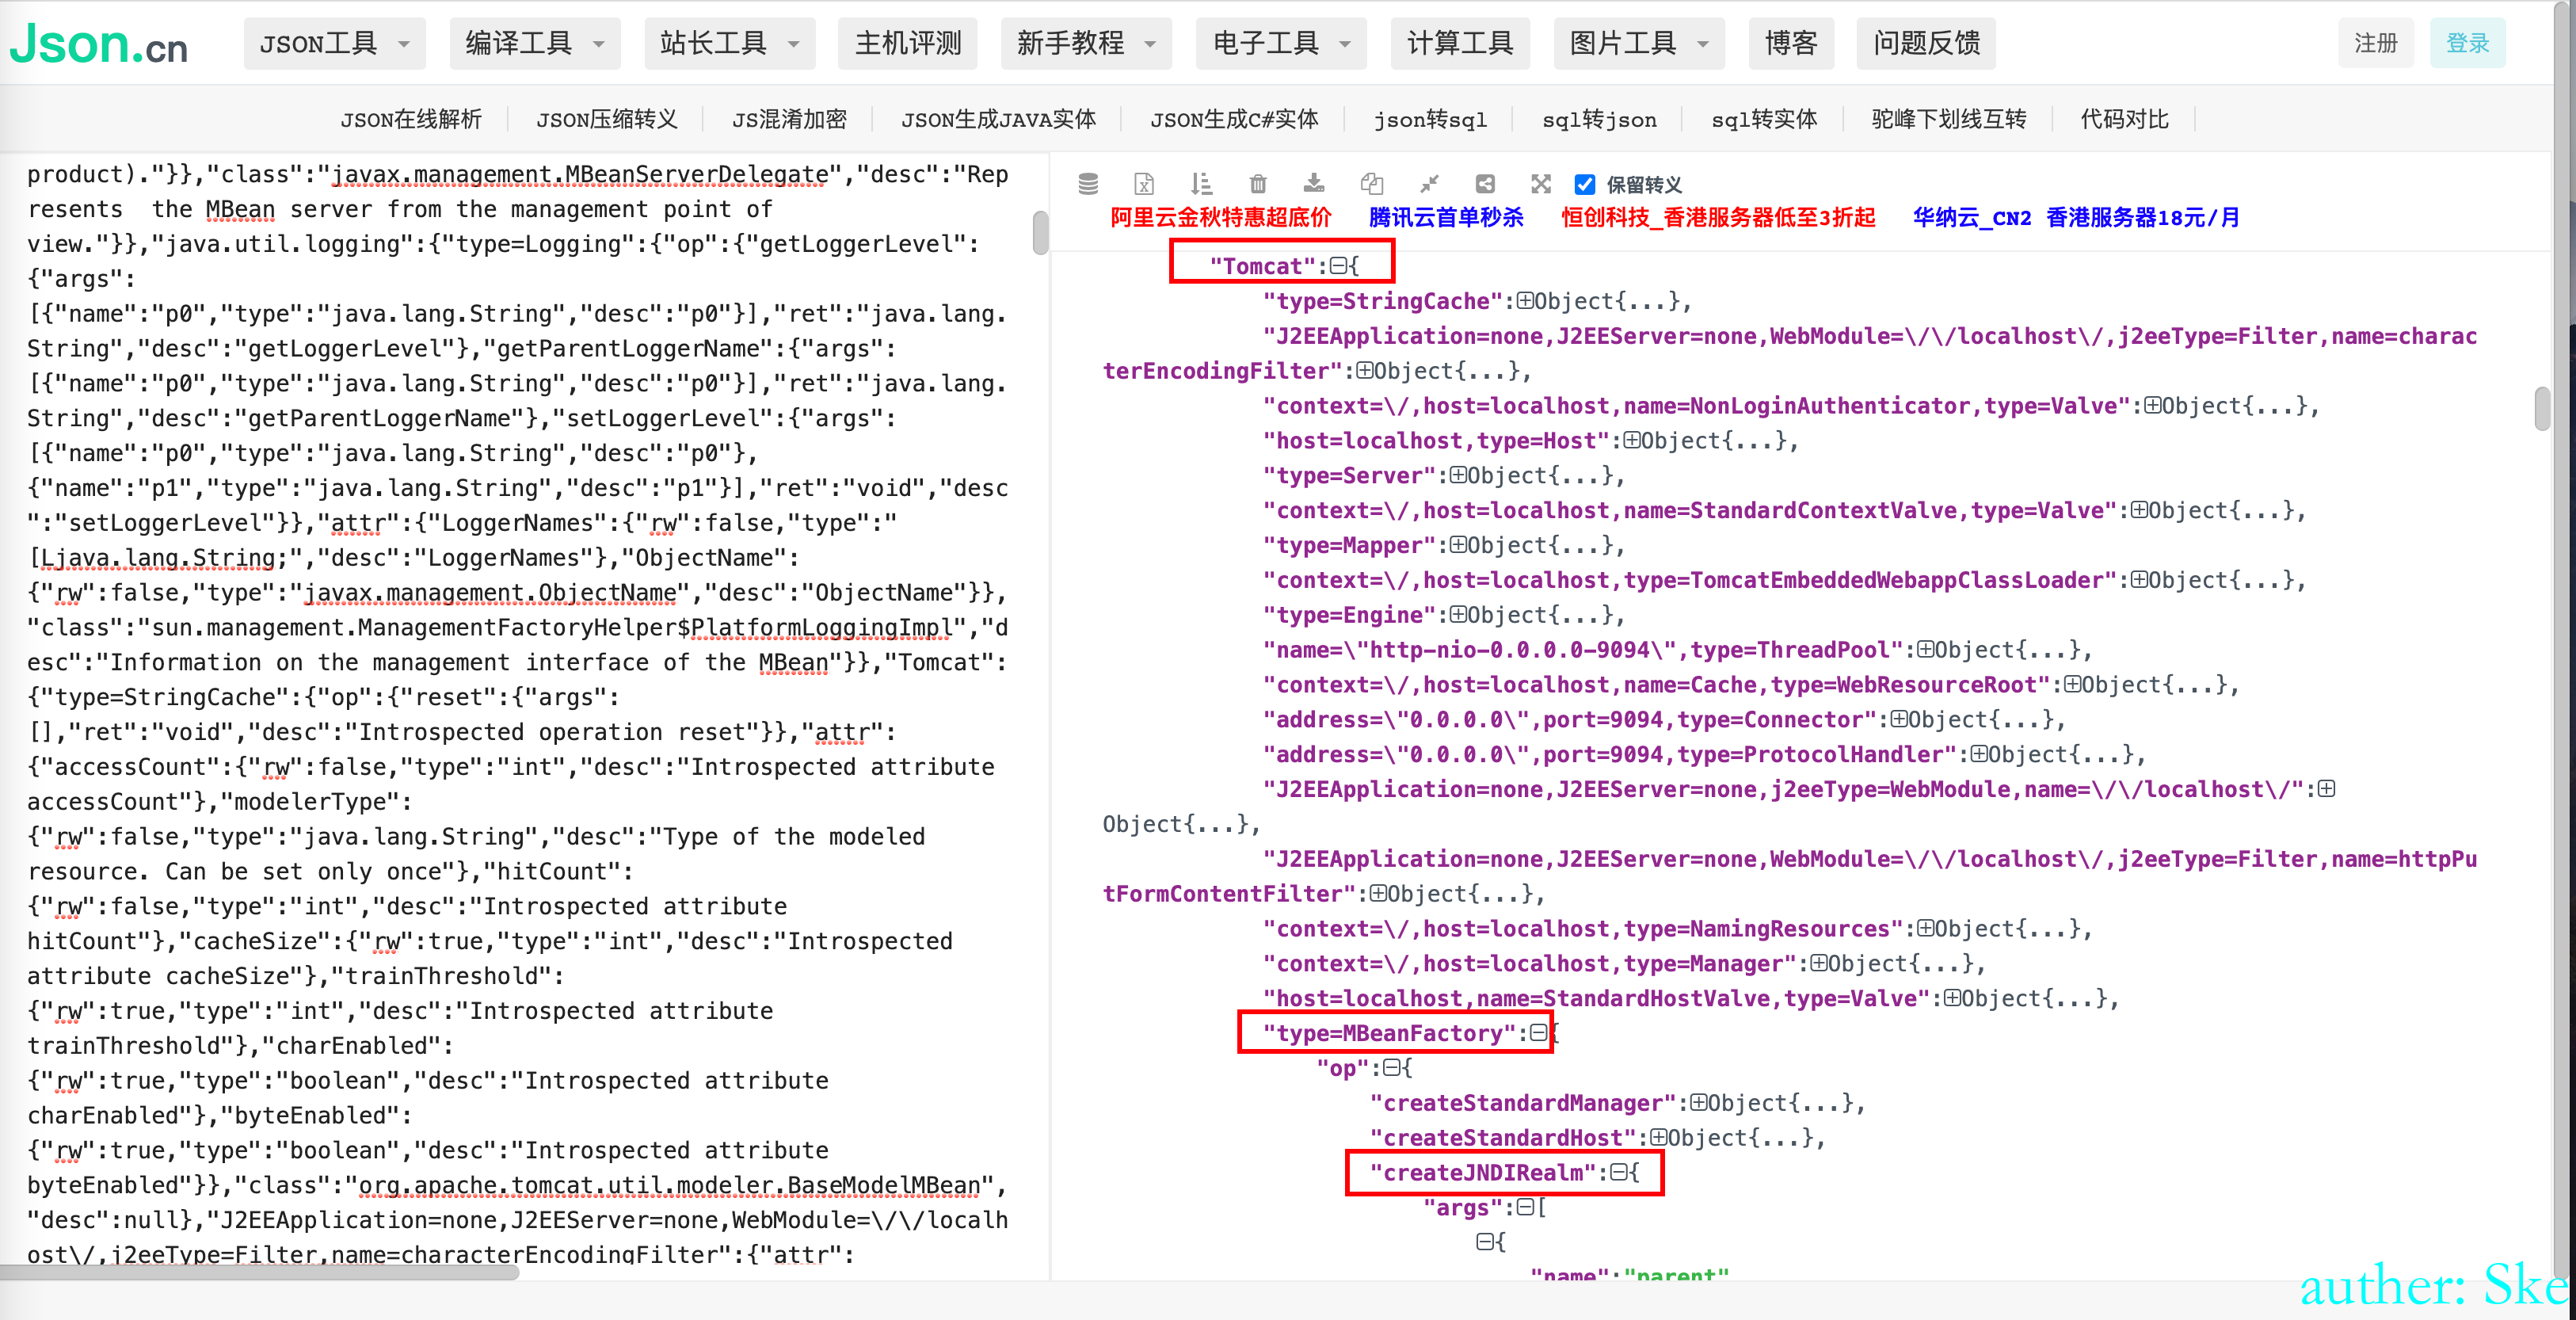 Json.cn
JSON工具
编译工具
站长工具
主机评测
新手教程
电子工具
计算工具
图片工具
博客
问题反馈
注册
登录
JSON在线解析
JSON压缩转义
JS混淆加密
JSON生成JAVA实体
JSON生成C#实体
json转sql
sql转json
sql转实体
驼峰下划线互转
代码对比
product)."}},"class":"javax.management.MBeanServerDelegate","desc":"Rep
resents  the MBean server from the management point of
view."}},"java.util.logging":{"type=Logging":{"op":{"getLoggerLevel":
{"args":
[{"name":"p0","type":"java.lang.String","desc":"p0"}],"ret":"java.lang.
String","desc":"getLoggerLevel"},"getParentLoggerName":{"args":
[{"name":"p0","type":"java.lang.String","desc":"p0"}],"ret":"java.lang.
String","desc":"getParentLoggerName"},"setLoggerLevel":{"args":
[{"name":"p0","type":"java.lang.String","desc":"p0"},
{"name":"p1","type":"java.lang.String","desc":"p1"}],"ret":"void","desc
":"setLoggerLevel"}},"attr":{"LoggerNames":{"rw":false,"type":"
[Ljava.lang.String;","desc":"LoggerNames"},"ObjectName":
{"rw":false,"type":"javax.management.ObjectName","desc":"ObjectName"}},
"class":"sun.management.ManagementFactoryHelper$PlatformLoggingImpl","d
esc":"Information on the management interface of the MBean"}},"Tomcat":
{"type=StringCache":{"op":{"reset":{"args":
[],"ret":"void","desc":"Introspected operation reset"}},"attr":
{"accessCount":{"rw":false,"type":"int","desc":"Introspected attribute
accessCount"},"modelerType":
{"rw":false,"type":"java.lang.String","desc":"Type of the modeled
resource. Can be set only once"},"hitCount":
{"rw":false,"type":"int","desc":"Introspected attribute
hitCount"},"cacheSize":{"rw":true,"type":"int","desc":"Introspected
attribute cacheSize"},"trainThreshold":
{"rw":true,"type":"int","desc":"Introspected attribute
trainThreshold"},"charEnabled":
{"rw":true,"type":"boolean","desc":"Introspected attribute
charEnabled"},"byteEnabled":
{"rw":true,"type":"boolean","desc":"Introspected attribute
byteEnabled"}},"class":"org.apache.tomcat.util.modeler.BaseModelMBean",
"desc":null},"J2EEApplication=none,J2EEServer=none,WebModule=\/\/localh
ost\/,j2eeType=Filter,name=characterEncodingFilter":{"attr":
保留转义
阿里云金秋特惠超底价
腾讯云首单秒杀
恒创科技_香港服务器低至3折起
华纳云_CN2 香港服务器18元/月
"Tomcat":{
"type=StringCache":Object{...},
"J2EEApplication=none,J2EEServer=none,WebModule=\/\/localhost\/,j2eeType=Filter,name=charac
terEncodingFilter":Object{...},
"context=\/,host=localhost,name=NonLoginAuthenticator,type=Valve":Object{...},
"host=localhost,type=Host":Object{...},
"type=Server":Object{...},
"context=\/,host=localhost,name=StandardContextValve,type=Valve":Object{...},
"type=Mapper":Object{...},
"context=\/,host=localhost,type=TomcatEmbeddedWebappClassLoader":Object{...},
"type=Engine":Object{...},
"name=\"http-nio-0.0.0.0-9094\",type=ThreadPool":Object{...},
"context=\/,host=localhost,name=Cache,type=WebResourceRoot":Object{...},
"address=\"0.0.0.0\",port=9094,type=Connector":Object{...},
"address=\"0.0.0.0\",port=9094,type=ProtocolHandler":Object{...},
"J2EEApplication=none,J2EEServer=none,j2eeType=WebModule,name=\/\/localhost\/":
Object{...},
"J2EEApplication=none,J2EEServer=none,WebModule=\/\/localhost\/,j2eeType=Filter,name=httpPu
tFormContentFilter":Object{...},
"context=\/,host=localhost,type=NamingResources":Object{...},
"context=\/,host=localhost,type=Manager":Object{...},
"host=localhost,name=StandardHostValve,type=Valve":Object{...},
"type=MBeanFactory":{
"op":{
"createStandardManager":Object{...},
"createStandardHost":Object{...},
"createJNDIRealm":{
"args":[
{
"name":"parent"
auther: Ske